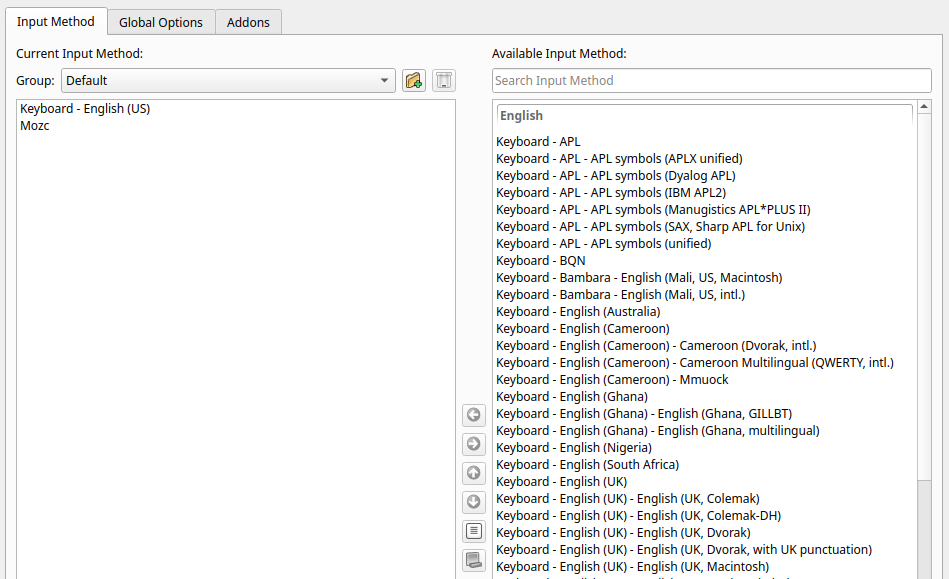 Input Method
Global Options
Addons
Current Input Method:
Group: Default
Keyboard - English (US)
Mozc
Available Input Method:
Search Input Method
English
Keyboard - APL
Keyboard - APL - APL symbols (APLX unified)
Keyboard - APL - APL symbols (Dyalog APL)
Keyboard - APL - APL symbols (IBM APL2)
Keyboard - APL - APL symbols (Manugistics APL*PLUS II)
Keyboard - APL - APL symbols (SAX, Sharp APL for Unix)
Keyboard - APL - APL symbols (unified)
Keyboard - BQN
Keyboard - Bambara - English (Mali, US, Macintosh)
Keyboard - Bambara - English (Mali, US, intl.)
Keyboard - English (Australia)
Keyboard - English (Cameroon)
Keyboard - English (Cameroon) - Cameroon (Dvorak, intl.)
Keyboard - English (Cameroon) - Cameroon Multilingual (QWERTY, intl.)
Keyboard - English (Cameroon) - Mmuock
Keyboard - English (Ghana)
Keyboard - English (Ghana) - English (Ghana, GILLBT)
Keyboard - English (Ghana) - English (Ghana, multilingual)
Keyboard - English (Nigeria)
Keyboard - English (South Africa)
Keyboard - English (UK)
Keyboard - English (UK) - English (UK, Colemak)
Keyboard - English (UK) - English (UK, Colemak-DH)
Keyboard - English (UK) - English (UK, Dvorak)
Keyboard - English (UK) - English (UK, Dvorak, with UK punctuation)
Keyboard - English (UK) - English (UK, Macintosh)